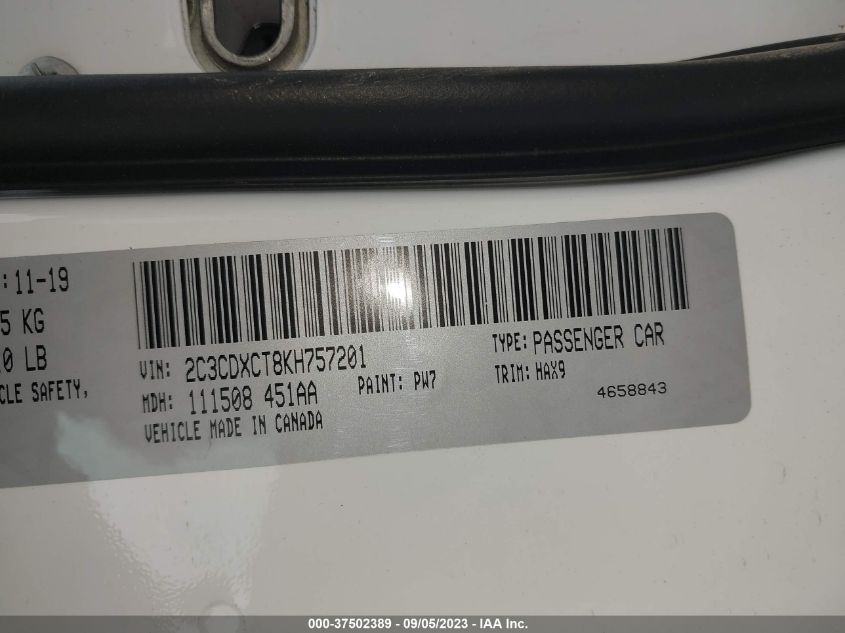 :11-19
5 KG
0 LB
CLE SAFETY,
VIN: 2C3CDXCT8KH757201
TYPE: PASSENGER CAR
MDH: 111508 451AA
PAINT: PW7
TRIM: HAX9
4658843
VEHICLE MADE IN CANADA
000-37502389 - 09/05/2023 - IAA Inc.